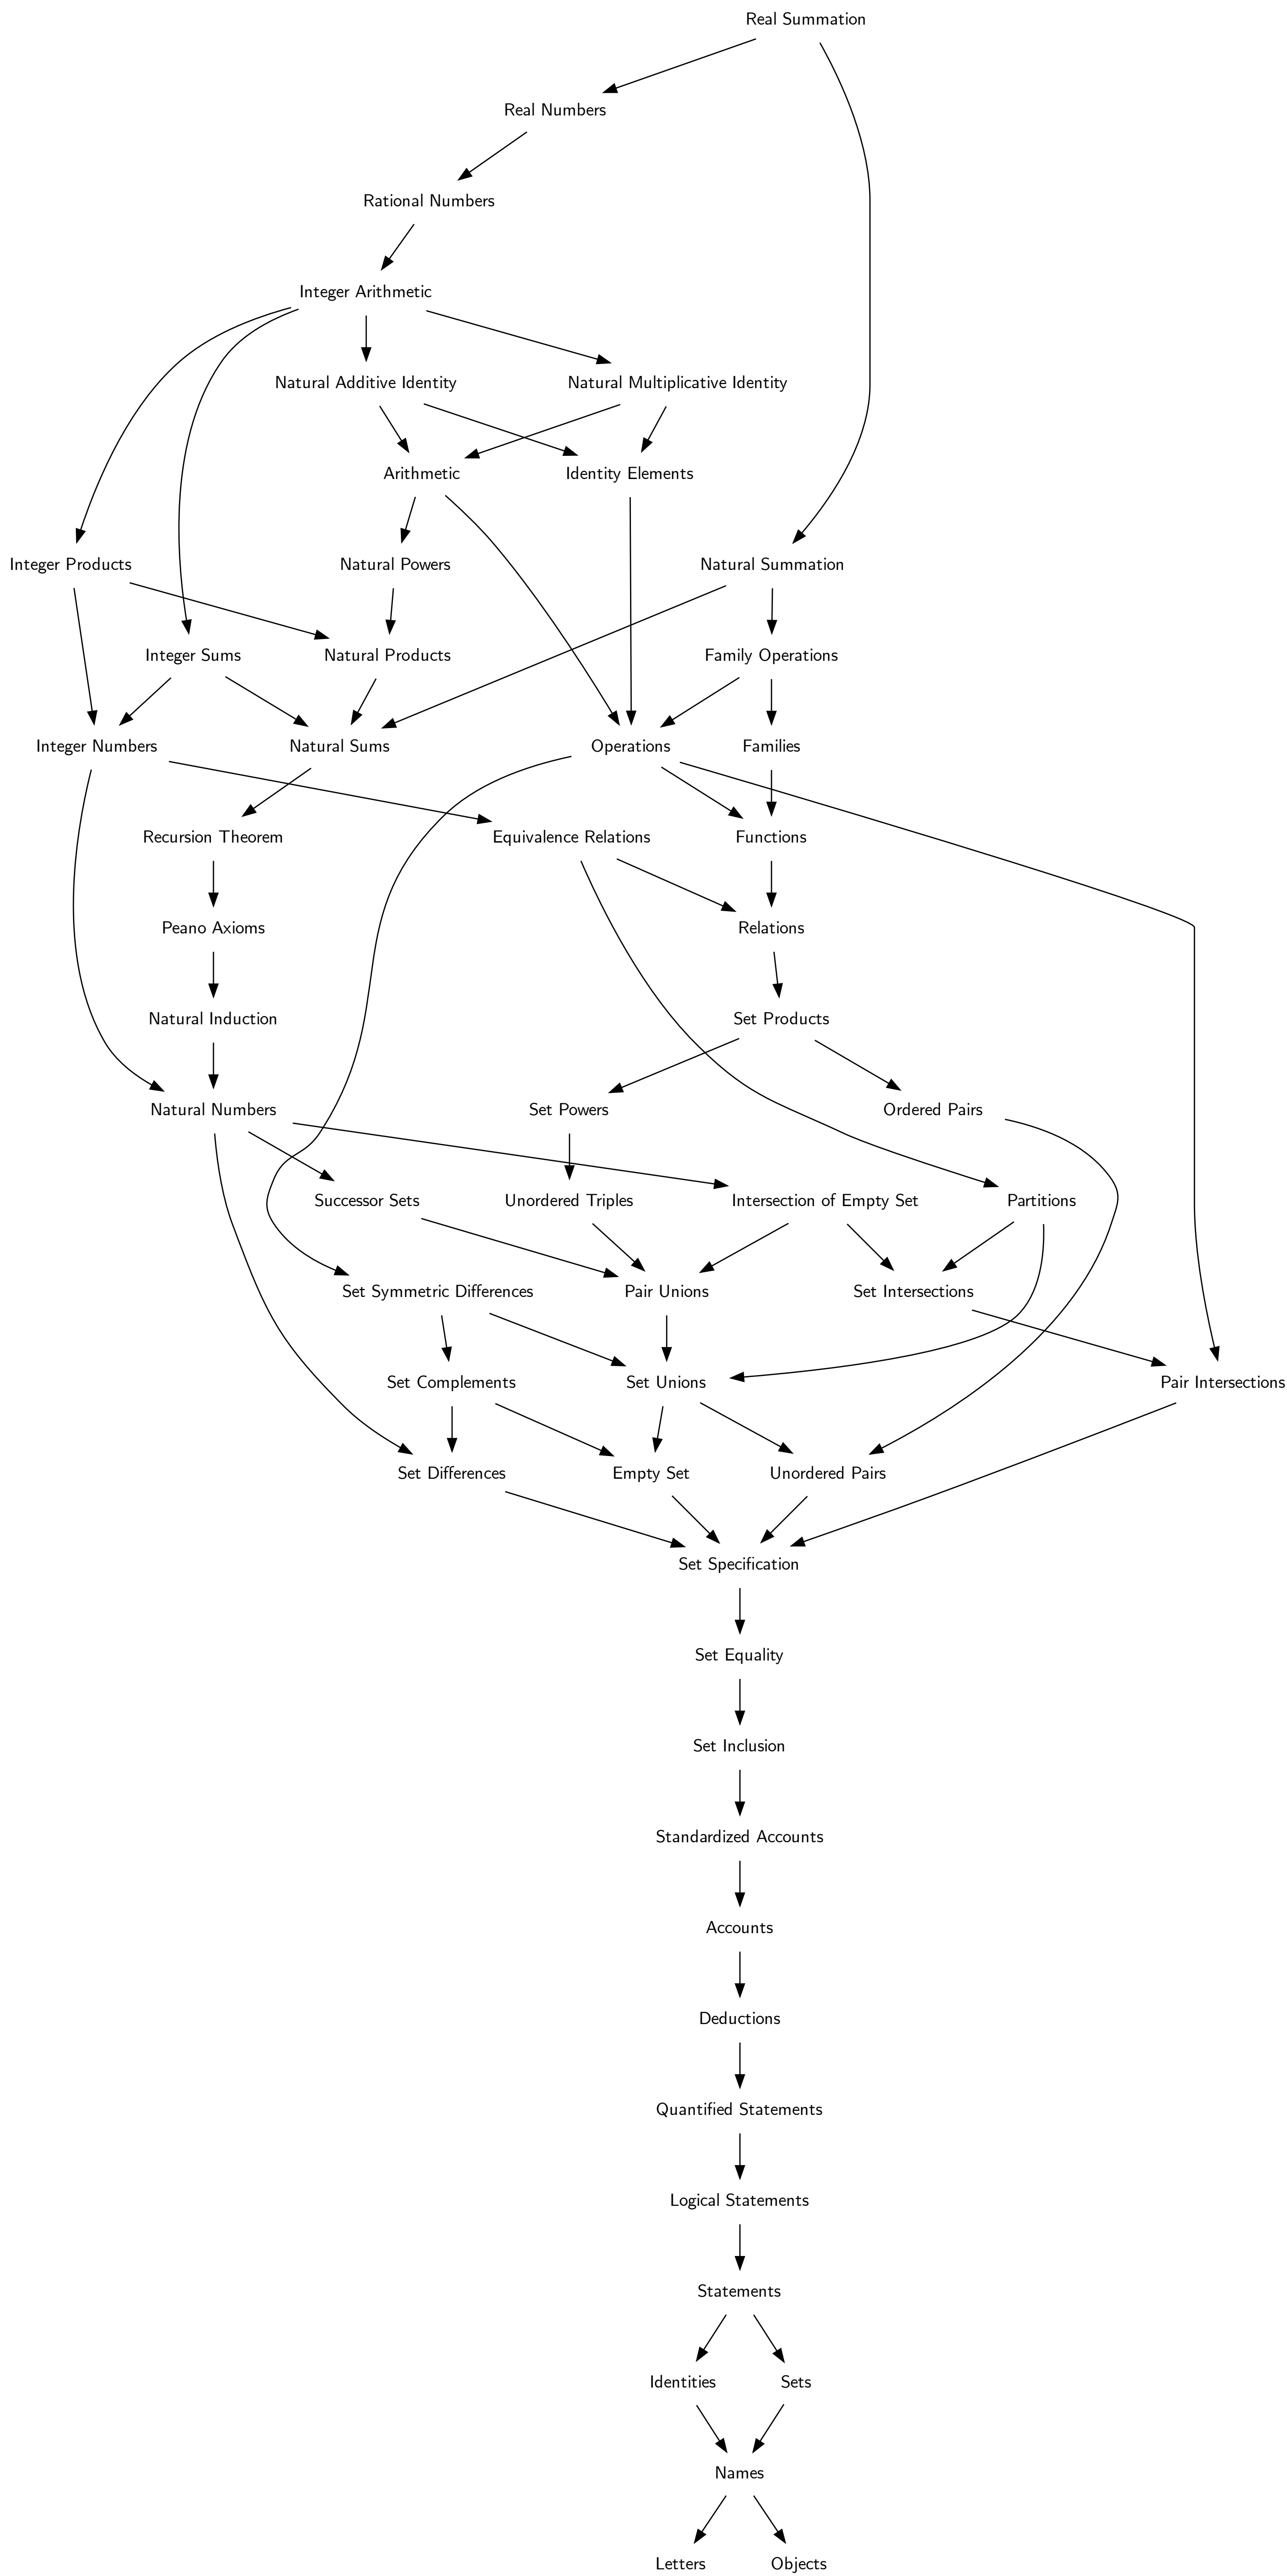 Real Summation
Real Numbers
Rational Numbers
Integer Arithmetic
Natural Additive Identity
Natural Multiplicative Identity
Arithmetic
Identity Elements
Integer Products
Natural Powers
Natural Summation
Integer Sums
Natural Products
Family Operations
Integer Numbers
Natural Sums
Operations
Families
Recursion Theorem
Equivalence Relations
Functions
Peano Axioms
Relations
Natural Induction
Set Products
Natural Numbers
Set Powers
Ordered Pairs
Successor Sets
Unordered Triples
Intersection of Empty Set
Partitions
Set Symmetric Differences
Pair Unions
Set Intersections
Set Complements
Set Unions
Pair Intersections
Set Differences
Empty Set
Unordered Pairs
Set Specification
Set Equality
Set Inclusion
Standardized Accounts
Accounts
Deductions
Quantified Statements
Logical Statements
Statements
Identities
Sets
Names
Letters
Objects